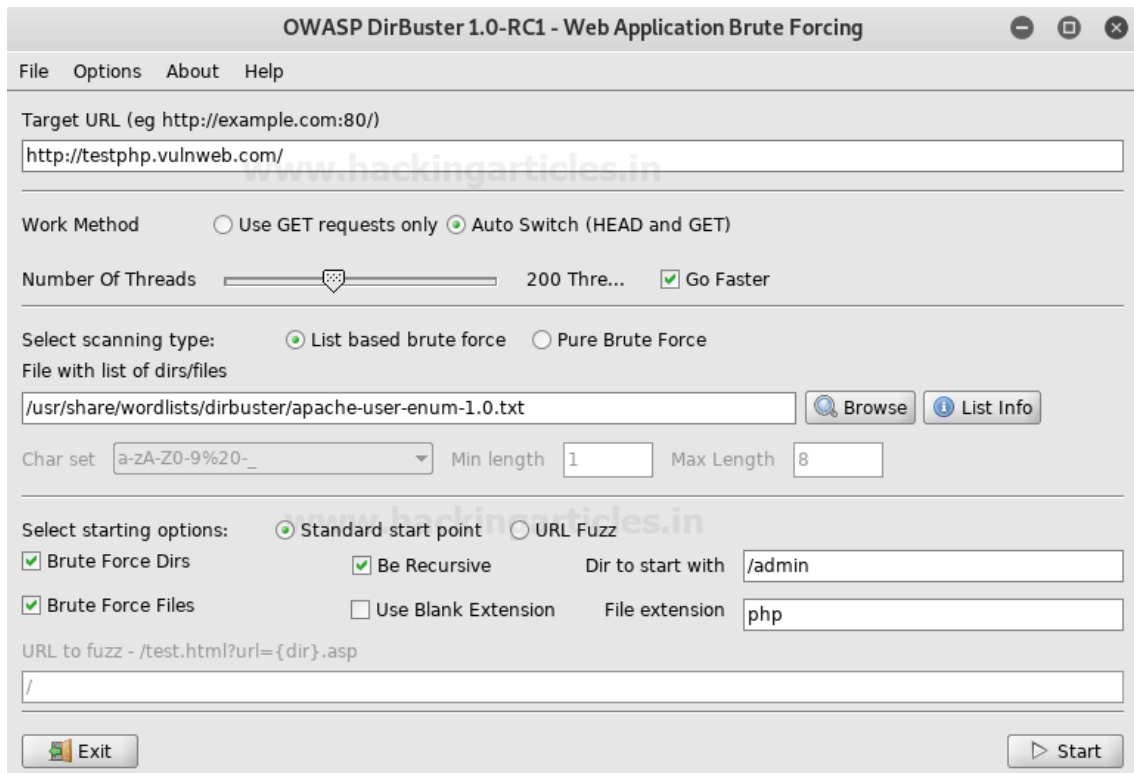 OWASP DirBuster 1.0-RC1 - Web Application Brute Forcing
File Options About Help
Target URL (eg http://example.com:80/)
http://testphp.vulnweb.com/
www.hackingarticles.in
Work Method Use GET requests only Auto Switch (HEAD and GET)
Number Of Threads 200 Thre... Go Faster
Select scanning type: List based brute force Pure Brute Force
File with list of dirs/files
/usr/share/wordlists/dirbuster/apache-user-enum-1.0.txt Browse List Info
Char set a-zA-Z0-9%20-_ Min length 1 Max Length 8
www.hackingarticles.in
Select starting options: Standard start point URL Fuzz
Brute Force Dirs Be Recursive Dir to start with /admin
Brute Force Files Use Blank Extension File extension php
URL to fuzz - /test.html?url={dir}.asp
/
Exit Start